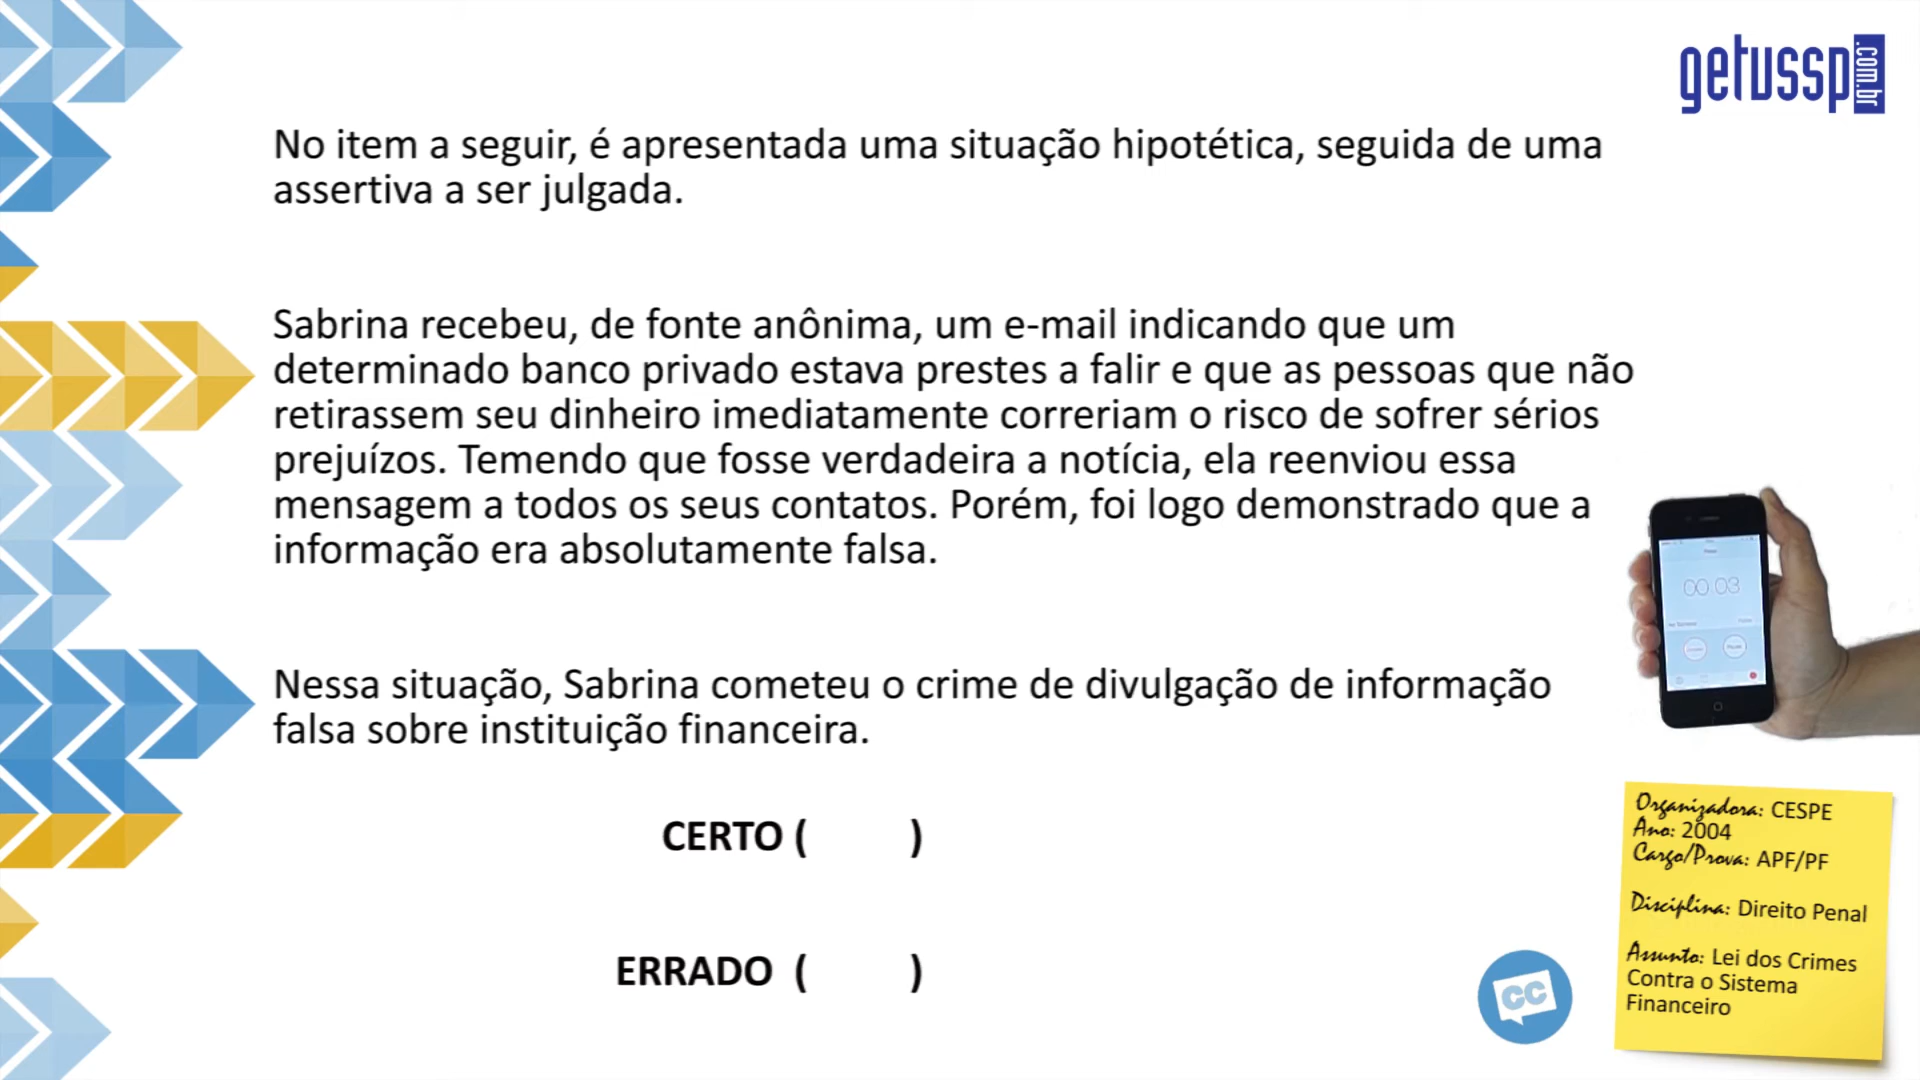 getussp.com.br
No item a seguir, é apresentada uma situação hipotética, seguida de uma
assertiva a ser julgada.
Sabrina recebeu, de fonte anônima, um e-mail indicando que um
determinado banco privado estava prestes a falir e que as pessoas que não
retirassem seu dinheiro imediatamente correriam o risco de sofrer sérios
prejuízos. Temendo que fosse verdadeira a notícia, ela reenviou essa
mensagem a todos os seus contatos. Porém, foi logo demonstrado que a
informação era absolutamente falsa.
00 03
Nessa situação, Sabrina cometeu o crime de divulgação de informação
falsa sobre instituição financeira.
CERTO ( )
ERRADO ( )
CC
Organizadora: CESPE
Ano: 2004
Cargo/Prova: APF/PF
Disciplina: Direito Penal
Assunto: Lei dos Crimes
Contra o Sistema
Financeiro